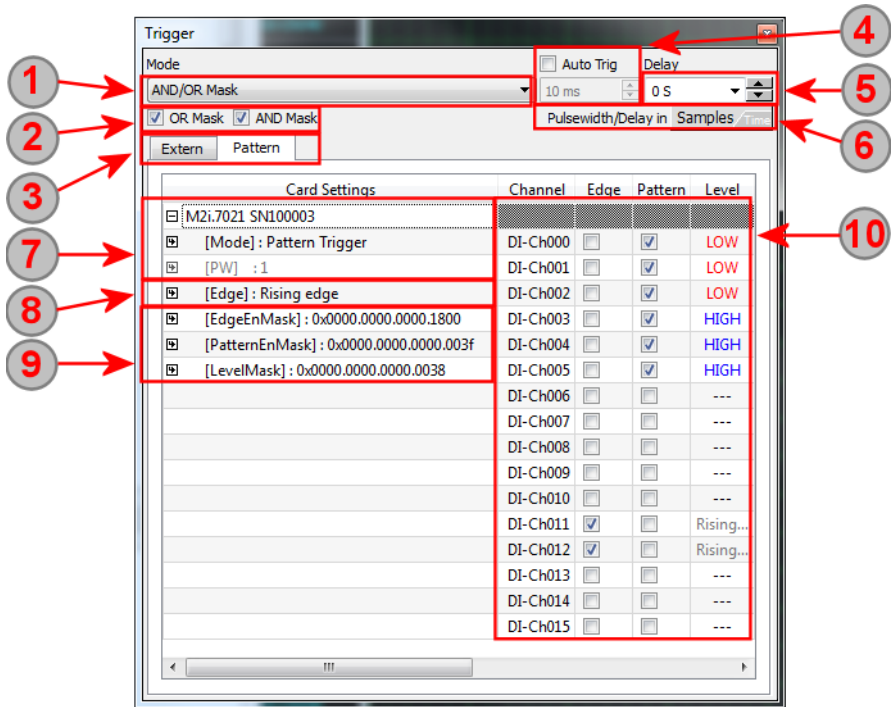 Trigger
Mode
Auto Trig Delay
AND/OR Mask 10 ms 0 S
OR Mask AND Mask Pulsewidth/Delay in Samples Time
Extern Pattern
Card Settings Channel Edge Pattern Level
M2i.7021 SN100003
[Mode] : Pattern Trigger DI-Ch000 LOW
[PW] : 1 DI-Ch001 LOW
[Edge] : Rising edge DI-Ch002 LOW
[EdgeEnMask] : 0x0000.0000.0000.1800 DI-Ch003 HIGH
[PatternEnMask] : 0x0000.0000.0000.003f DI-Ch004 HIGH
[LevelMask] : 0x0000.0000.0000.0038 DI-Ch005 HIGH
DI-Ch006 ---
DI-Ch007 ---
DI-Ch008 ---
DI-Ch009 ---
DI-Ch010 ---
DI-Ch011 Rising...
DI-Ch012 Rising...
DI-Ch013 ---
DI-Ch014 ---
DI-Ch015 ---
1
2
3
4
5
6
7
8
9
10